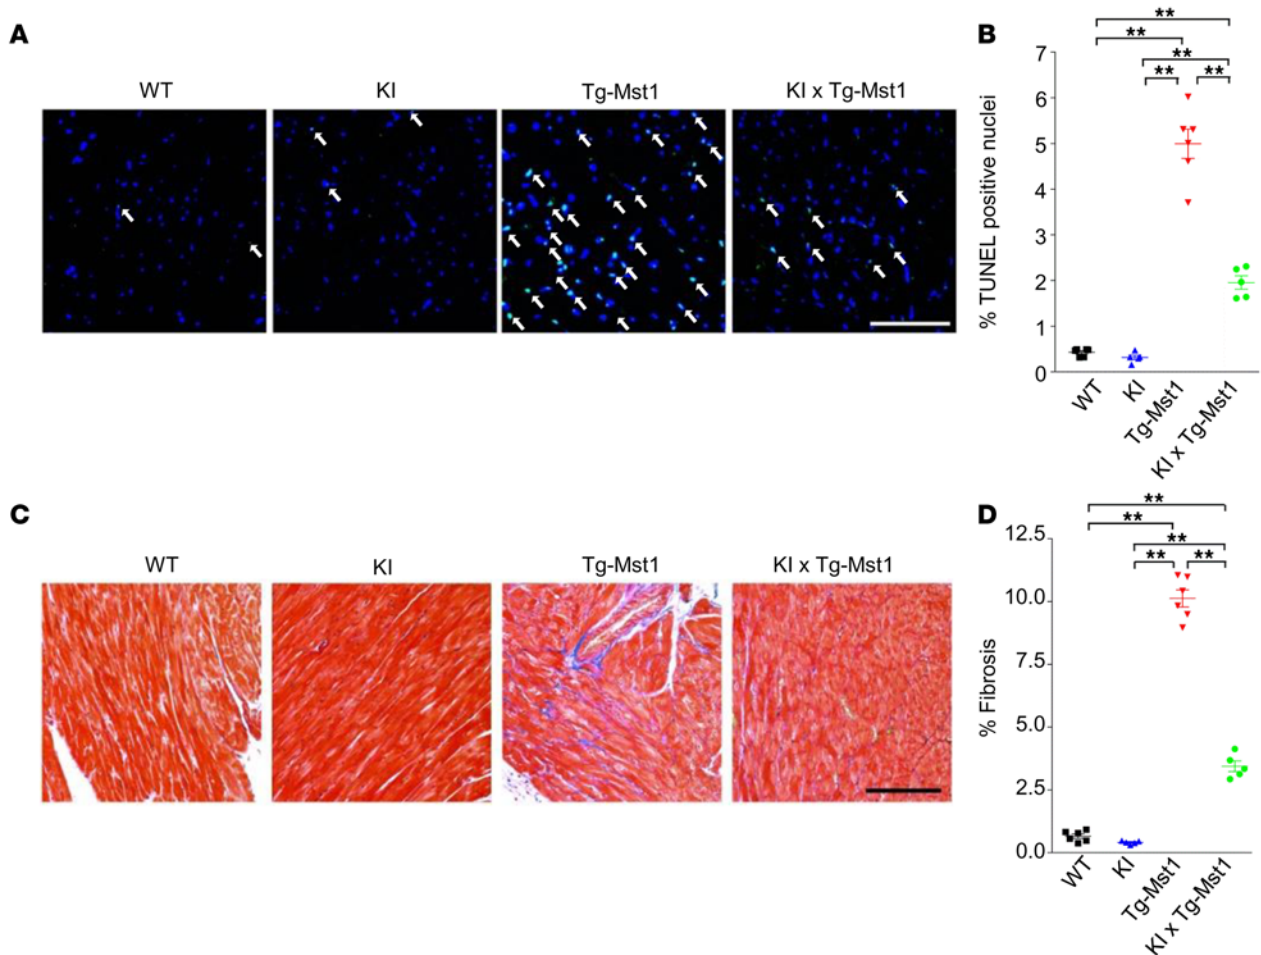 A
WT
KI
Tg-Mst1
KI x Tg-Mst1
B
**
**
**
**
**
% TUNEL positive nuclei
7
6
5
4
3
2
1
0
WT
KI
Tg-Mst1
KI x Tg-Mst1
C
WT
KI
Tg-Mst1
KI x Tg-Mst1
D
**
**
**
**
**
% Fibrosis
12.5
10.0
7.5
5.0
2.5
0.0
WT
KI
Tg-Mst1
KI x Tg-Mst1